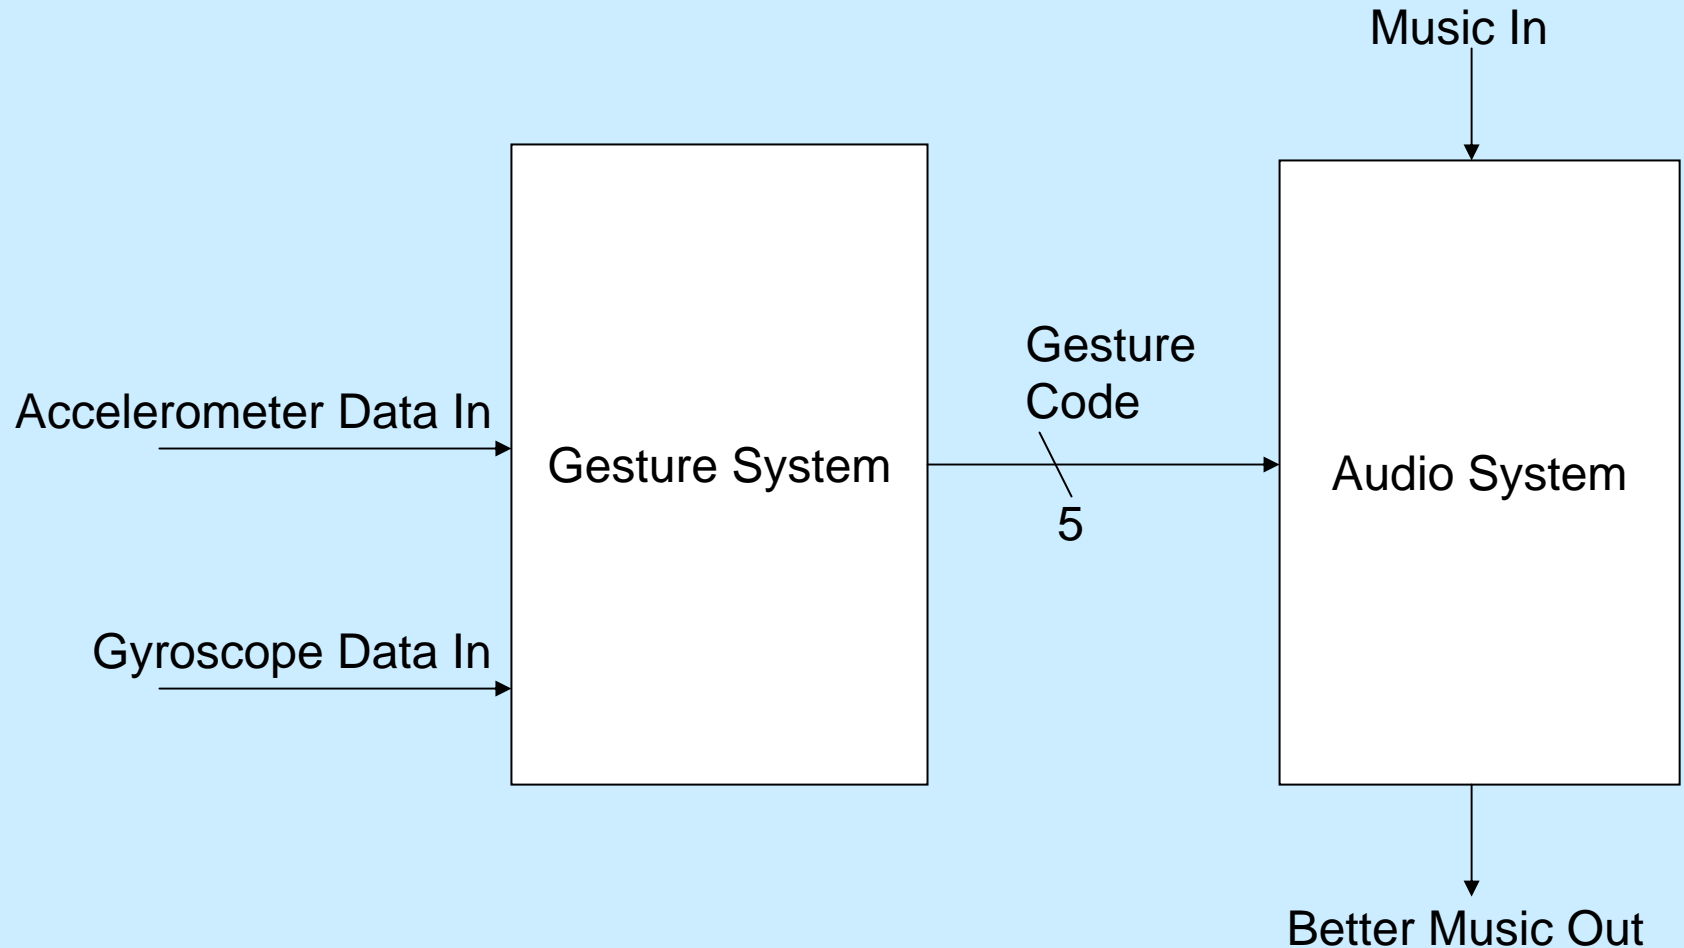 Music In
Gesture
Code
Accelerometer Data In
Gesture System
Audio System
5
Gyroscope Data In
Better Music Out